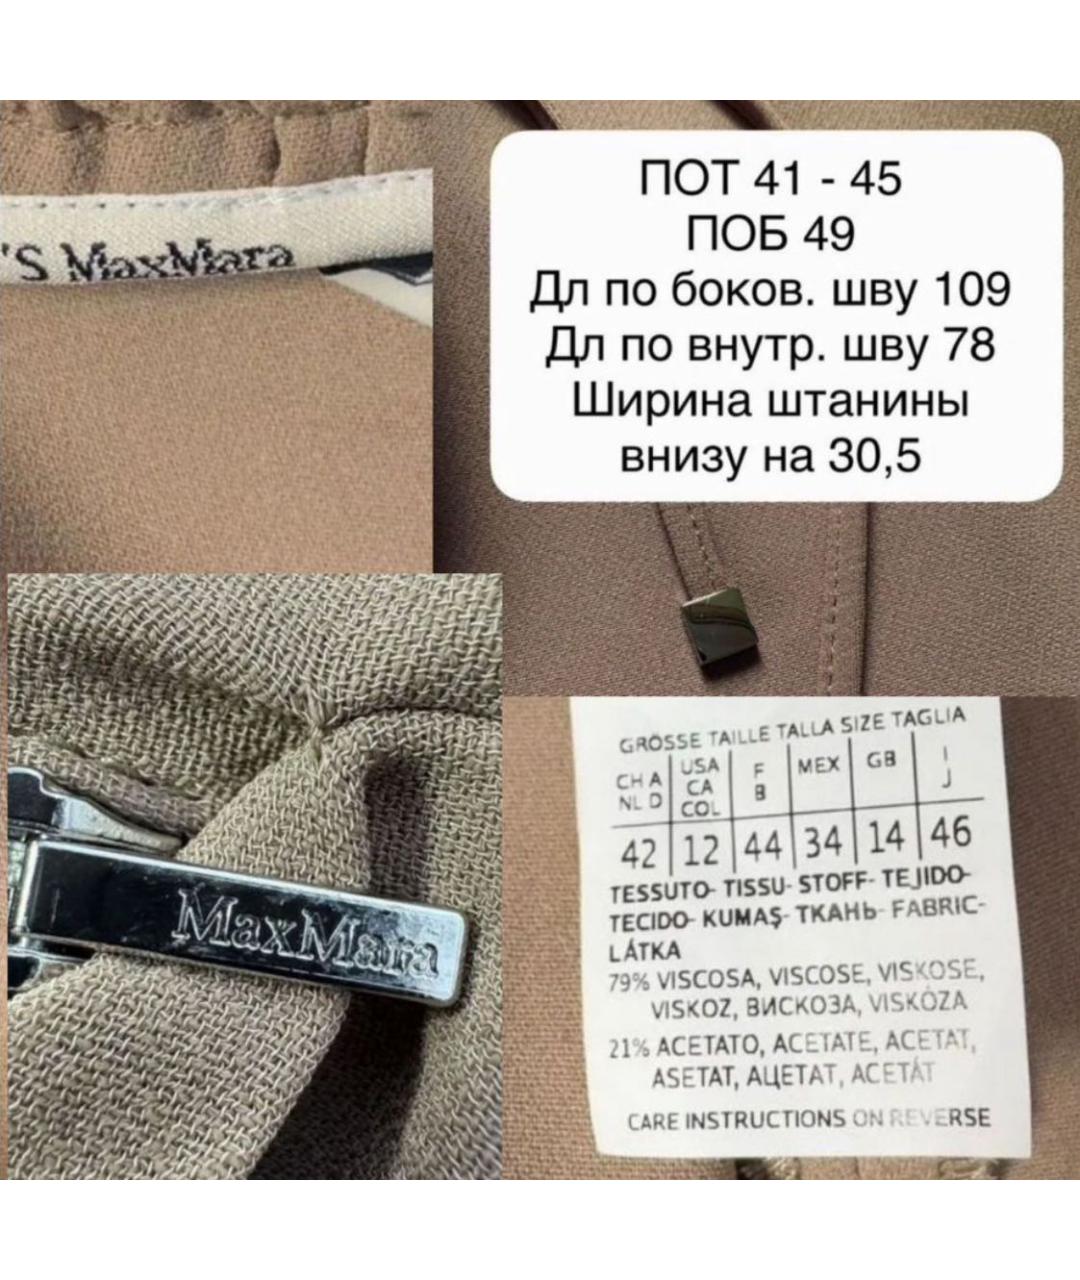 'S MaxMara
ПОТ 41 - 45
ПОБ 49
Дл по боков. шву 109
Дл по внутр. шву 78
Ширина штанины
внизу на 30,5
MaxMara
GRÖSSE TAILLE TALLA SIZE TAGLIA
CH A NL D | USA CA COL | F B | MEX | GB | I J
42 | 12 | 44 | 34 | 14 | 46
TESSUTO- TISSU- STOFF- TEJIDO-
TECIDO- KUMAŞ- ТКАНЬ- FABRIC-
LÁTKA
79% VISCOSA, VISCOSE, VISKOSE,
VISKOZ, ВИСКОЗА, VISKÓZA
21% ACETATO, ACETATE, ACETAT,
ASETAT, АЦЕТАТ, ACETÁT
CARE INSTRUCTIONS ON REVERSE